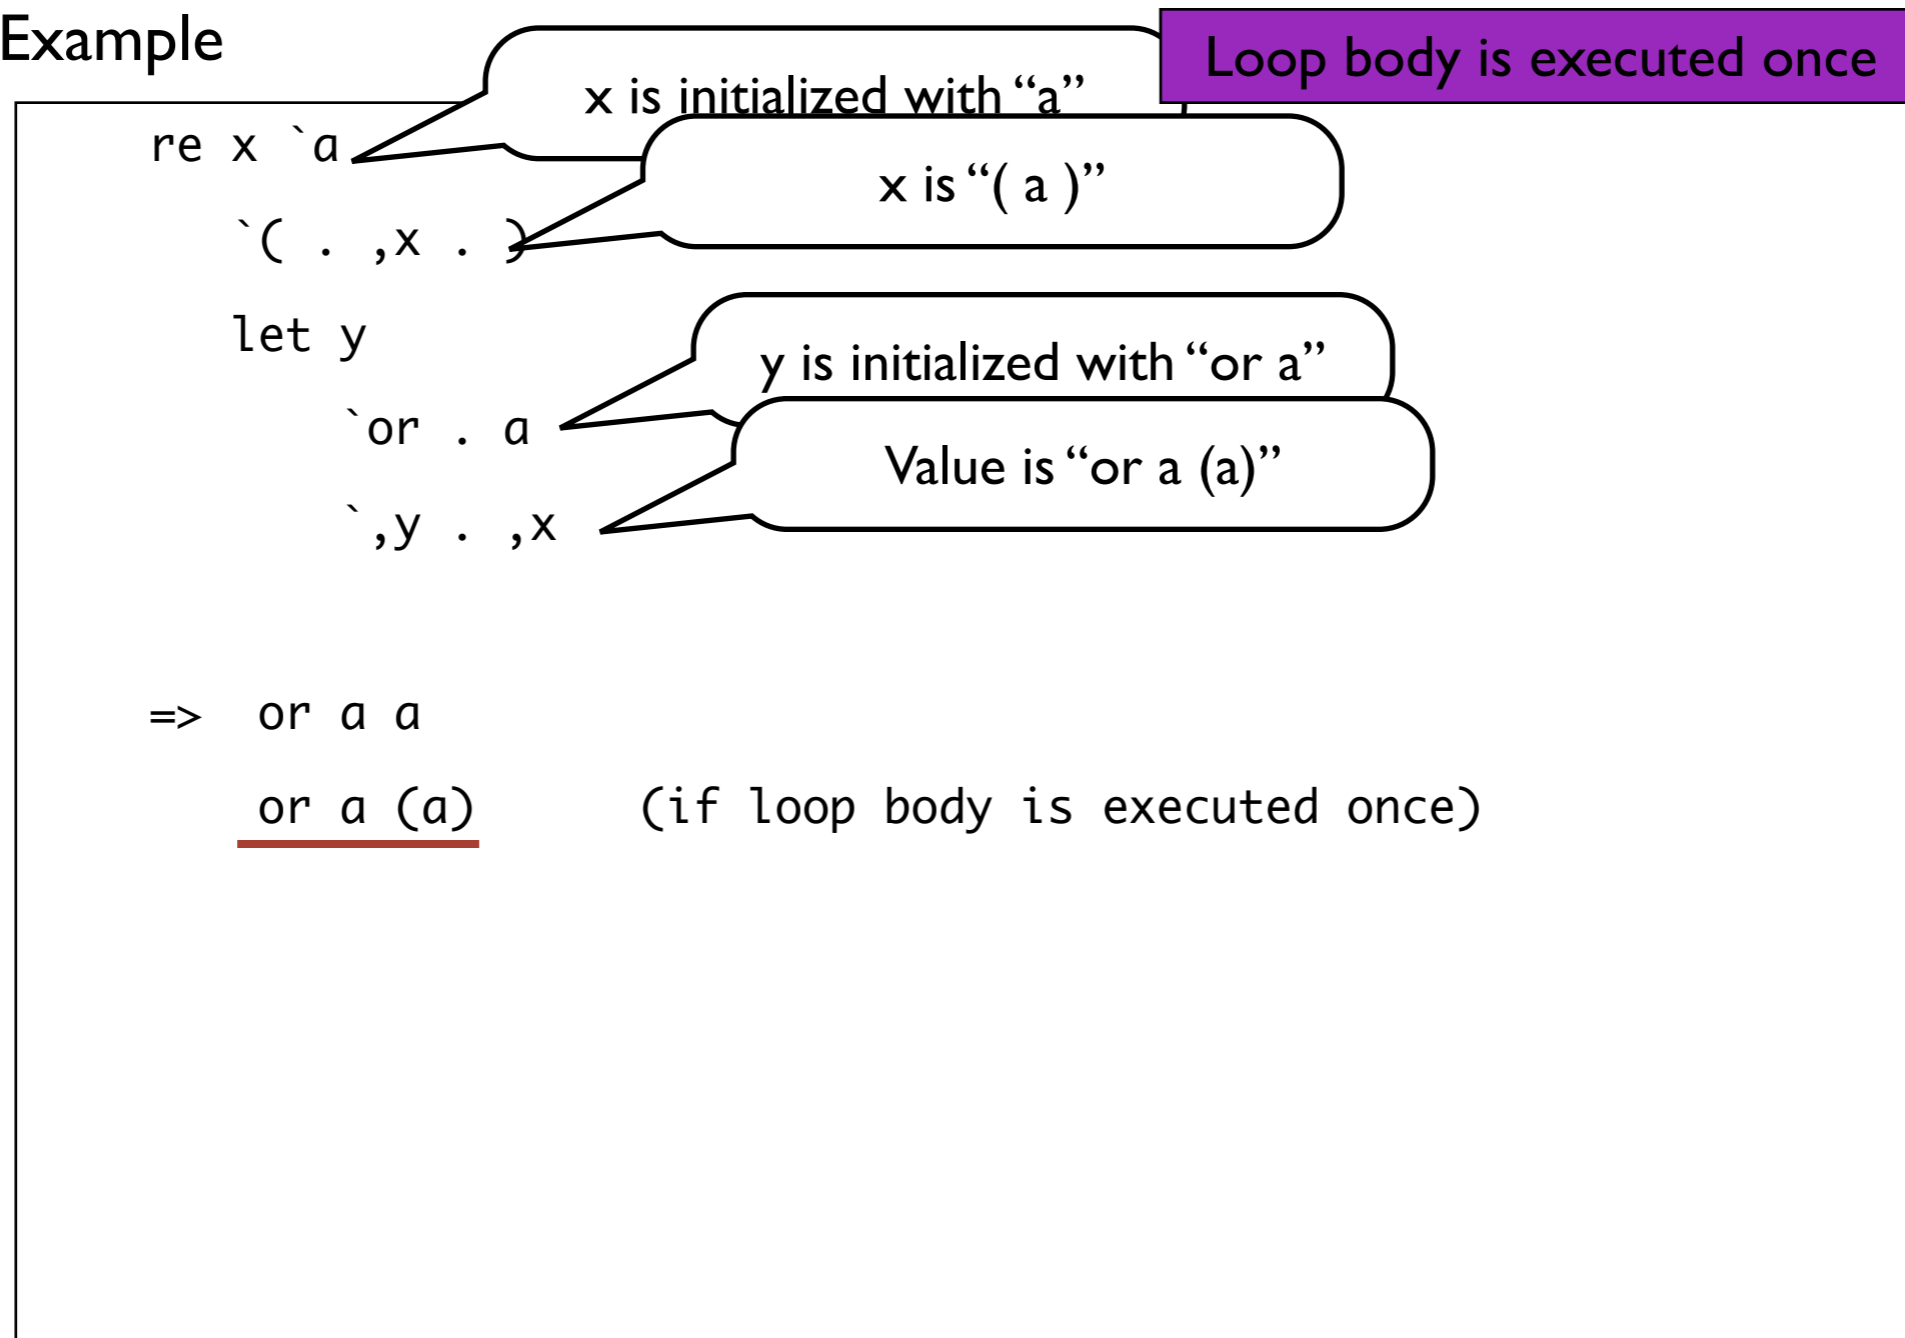 Example
Loop body is executed once
x is initialized with “a”
re x `a
x is “( a )”
`( . ,x . )
let y
y is initialized with “or a”
`or . a
Value is “or a (a)”
`,y . ,x
=> or a a
or a (a) (if loop body is executed once)